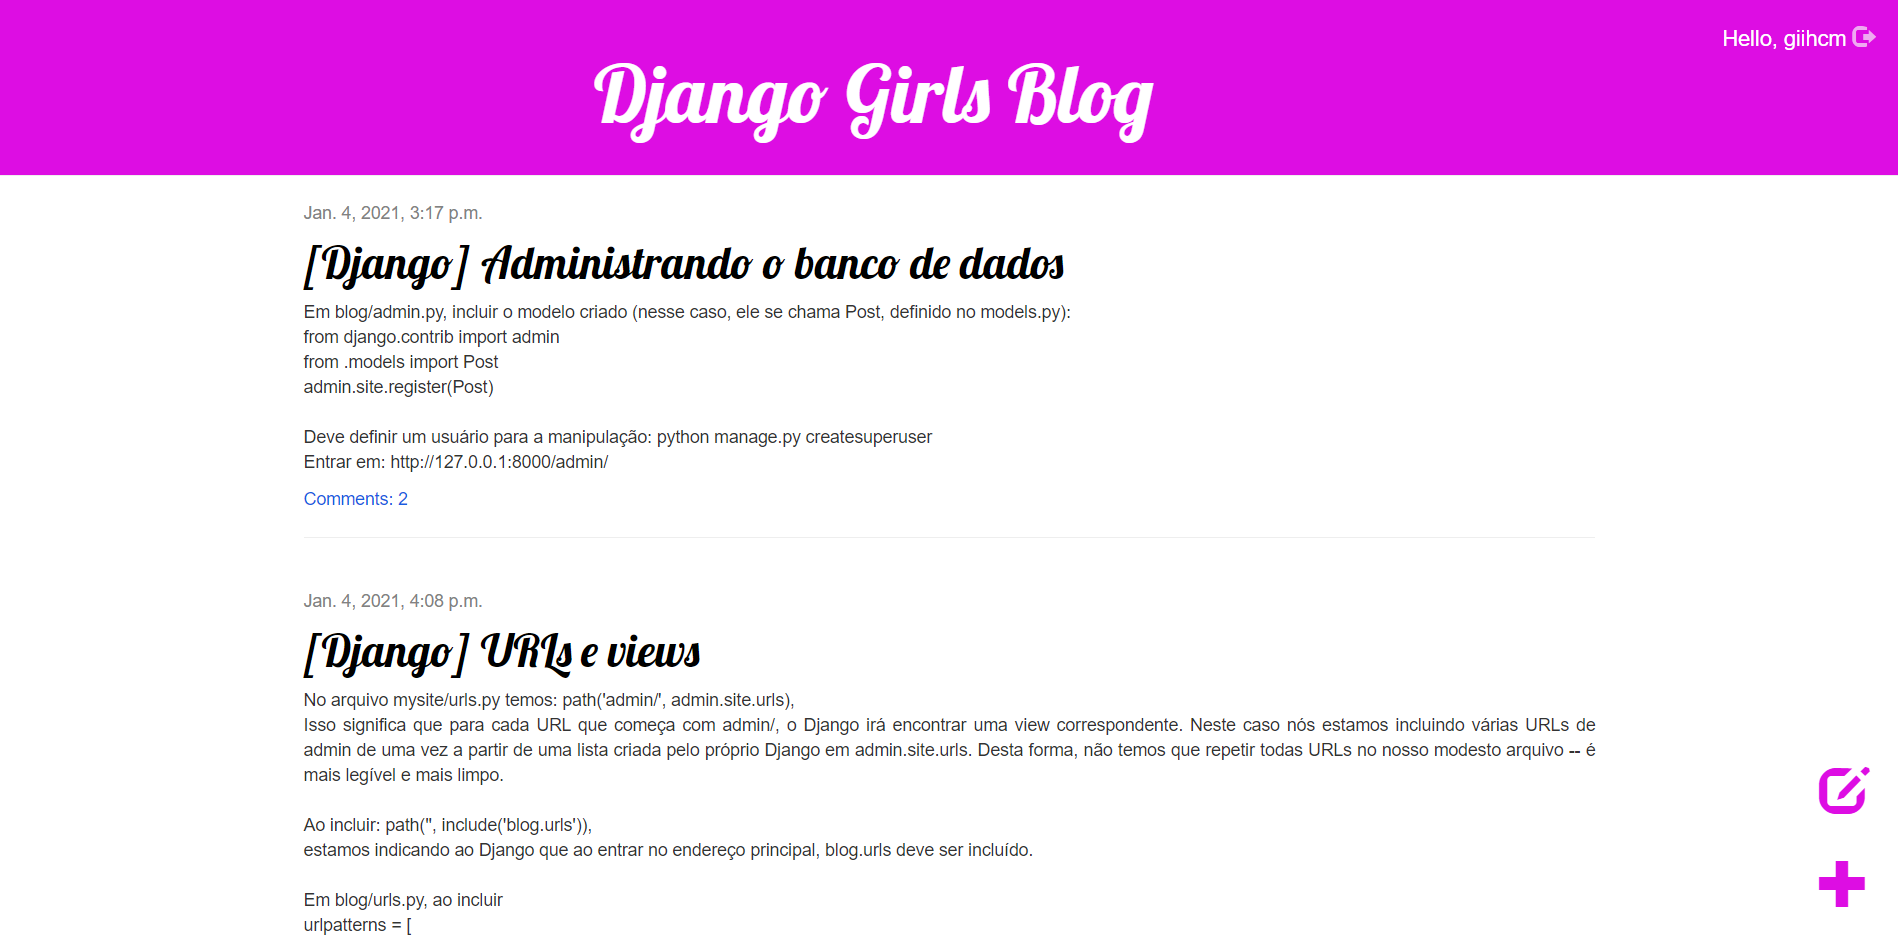 Hello, giihcm
Django Girls Blog
Jan. 4, 2021, 3:17 p.m.
[Django] Administrando o banco de dados
Em blog/admin.py, incluir o modelo criado (nesse caso, ele se chama Post, definido no models.py):
from django.contrib import admin
from .models import Post
admin.site.register(Post)
Deve definir um usuário para a manipulação: python manage.py createsuperuser
Entrar em: http://127.0.0.1:8000/admin/
Comments: 2
Jan. 4, 2021, 4:08 p.m.
[Django] URLs e views
No arquivo mysite/urls.py temos: path('admin/', admin.site.urls),
Isso significa que para cada URL que começa com admin/, o Django irá encontrar uma view correspondente. Neste caso nós estamos incluindo várias URLs de
admin de uma vez a partir de uma lista criada pelo próprio Django em admin.site.urls. Desta forma, não temos que repetir todas URLs no nosso modesto arquivo -- é
mais legível e mais limpo.
Ao incluir: path('', include('blog.urls')),
estamos indicando ao Django que ao entrar no endereço principal, blog.urls deve ser incluído.
Em blog/urls.py, ao incluir
urlpatterns = [